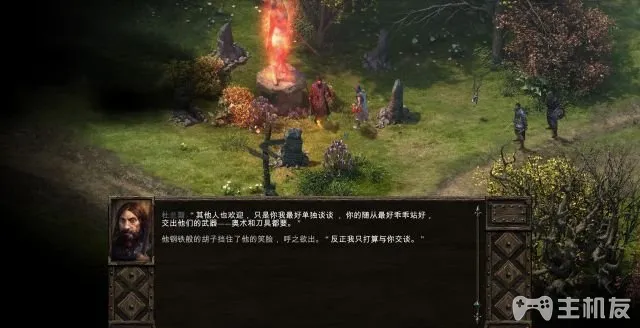 "其他人也欢迎，只是你我最好单独谈谈，你的随从最好乖乖站好，
交出他们的武器——奥术和刀具都要。"
他钢铁般的胡子挡住了他的笑脸，呼之欲出。"反正我只打算与你交谈。"
主机友